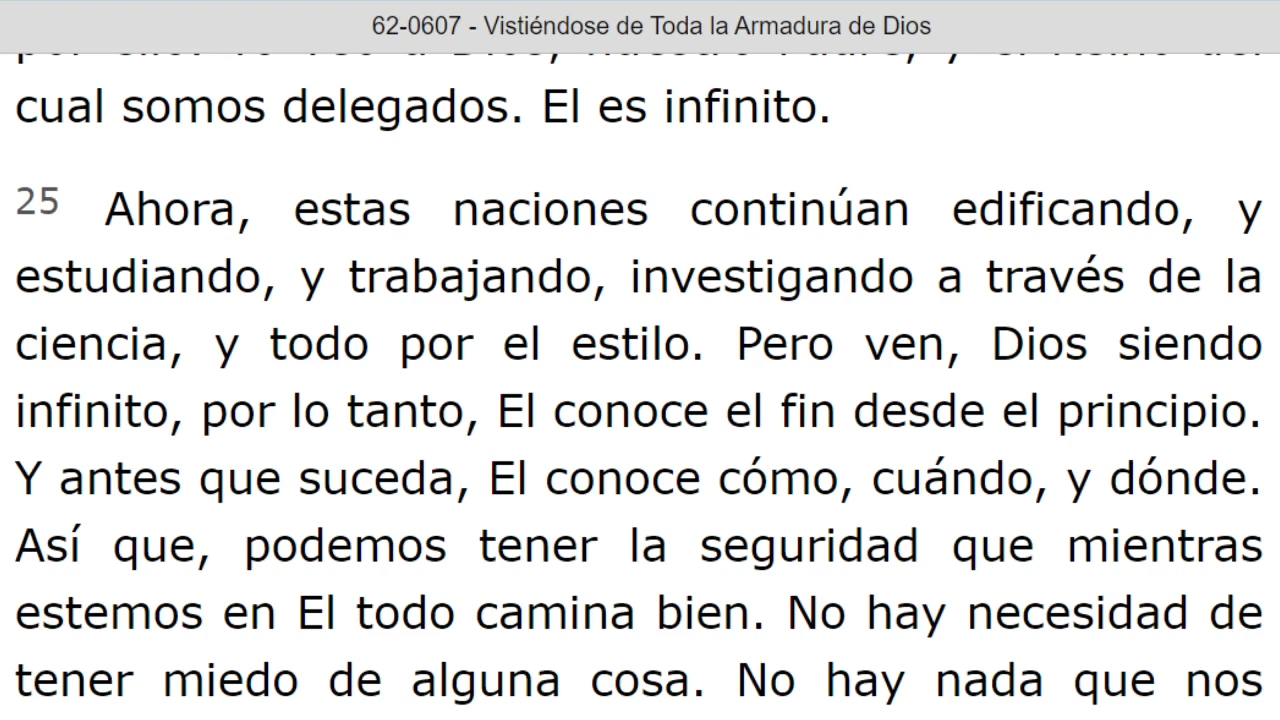 62-0607 - Vistiéndose de Toda la Armadura de Dios
cual somos delegados. El es infinito.
25 Ahora, estas naciones continúan edificando, y
estudiando, y trabajando, investigando a través de la
ciencia, y todo por el estilo. Pero ven, Dios siendo
infinito, por lo tanto, El conoce el fin desde el principio.
Y antes que suceda, El conoce cómo, cuándo, y dónde.
Así que, podemos tener la seguridad que mientras
estemos en El todo camina bien. No hay necesidad de
tener miedo de alguna cosa. No hay nada que nos